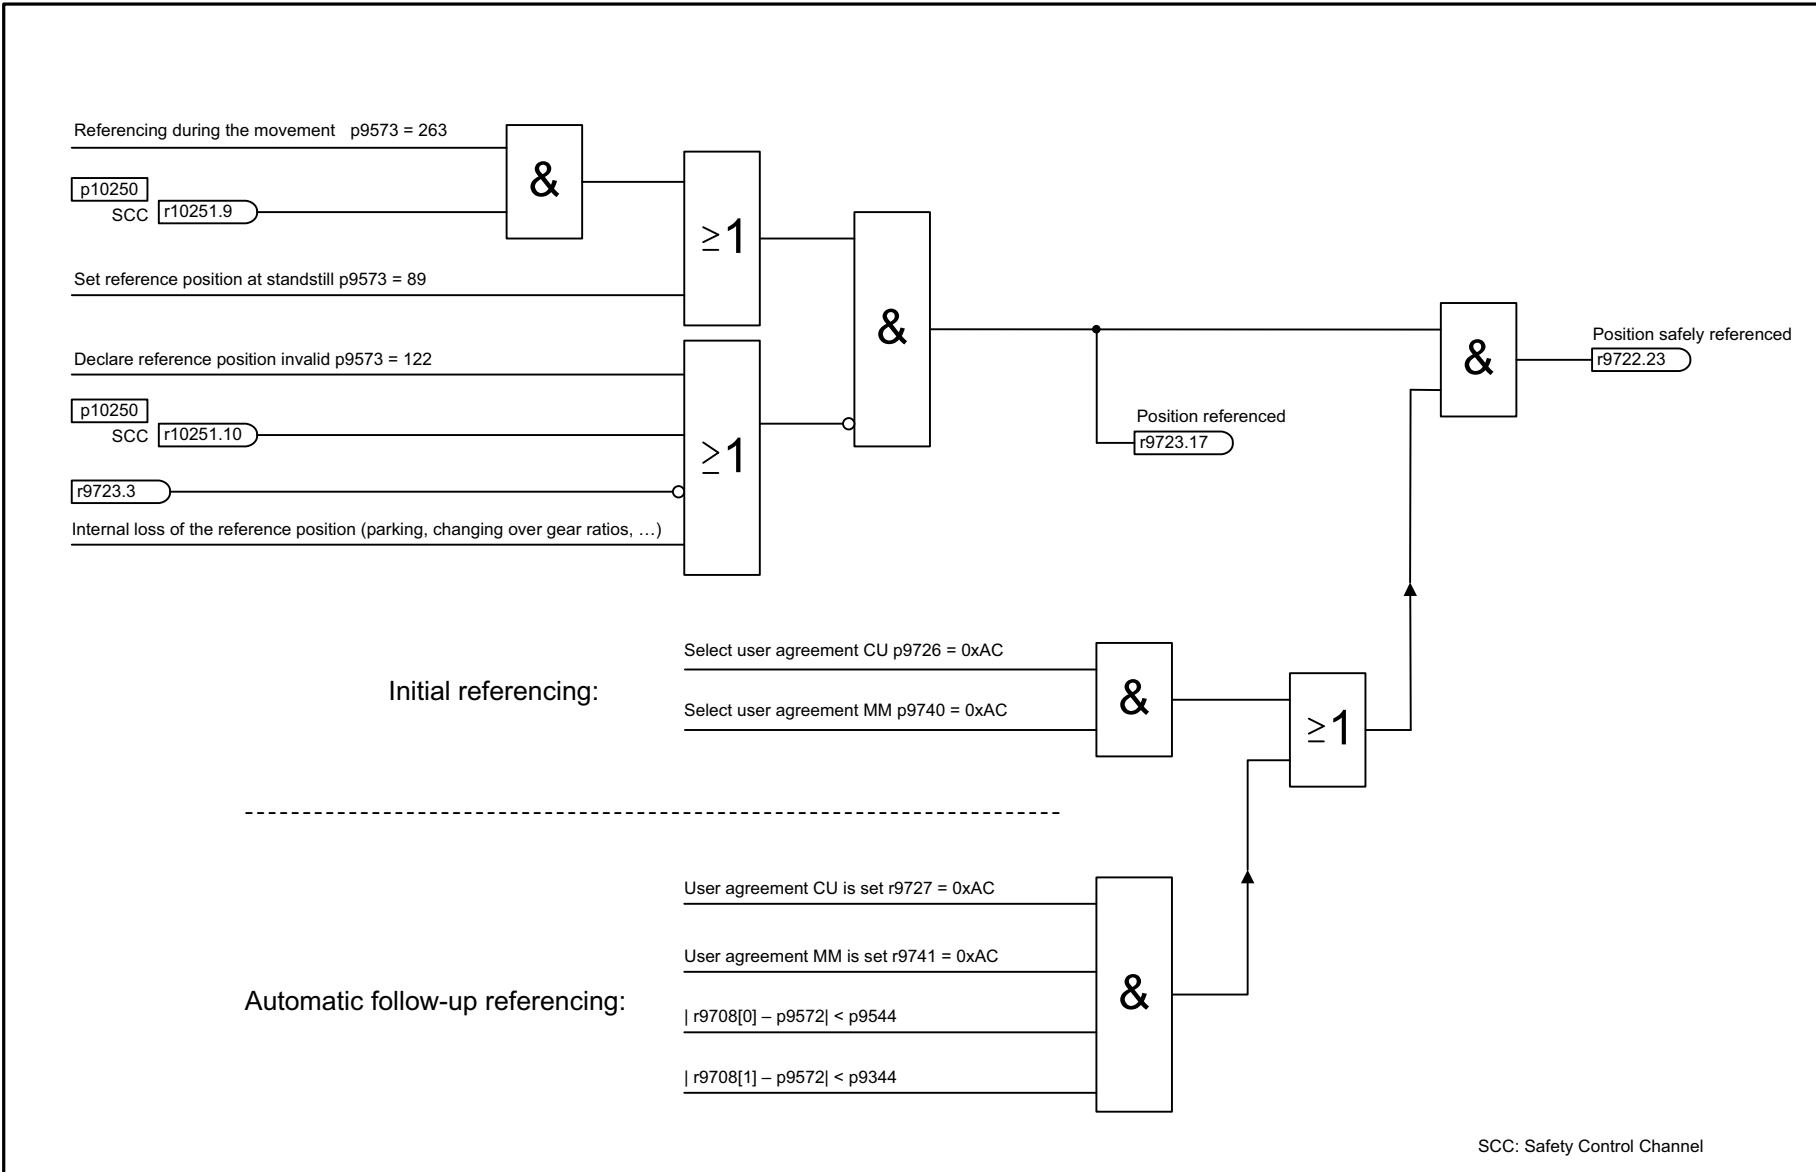 Referencing during the movement p9573 = 263
&
p10250
SCC r10251.9
≥1
Set reference position at standstill p9573 = 89
&
Position safely referenced
&
r9722.23
Declare reference position invalid p9573 = 122
p10250
SCC r10251.10
Position referenced
r9723.17
≥1
r9723.3
Internal loss of the reference position (parking, changing over gear ratios, …)
Select user agreement CU p9726 = 0xAC
Initial referencing:
&
Select user agreement MM p9740 = 0xAC
≥1
User agreement CU is set r9727 = 0xAC
User agreement MM is set r9741 = 0xAC
Automatic follow-up referencing:
&
| r9708[0] – p9572| < p9544
| r9708[1] – p9572| < p9344
SCC: Safety Control Channel